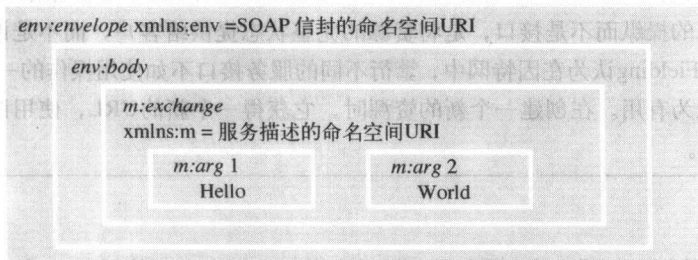 env:envelope xmlns:env =SOAP 信封的命名空间URI
env:body
m:exchange
xmlns:m = 服务描述的命名空间URI
m:arg 1
m:arg 2
Hello
World